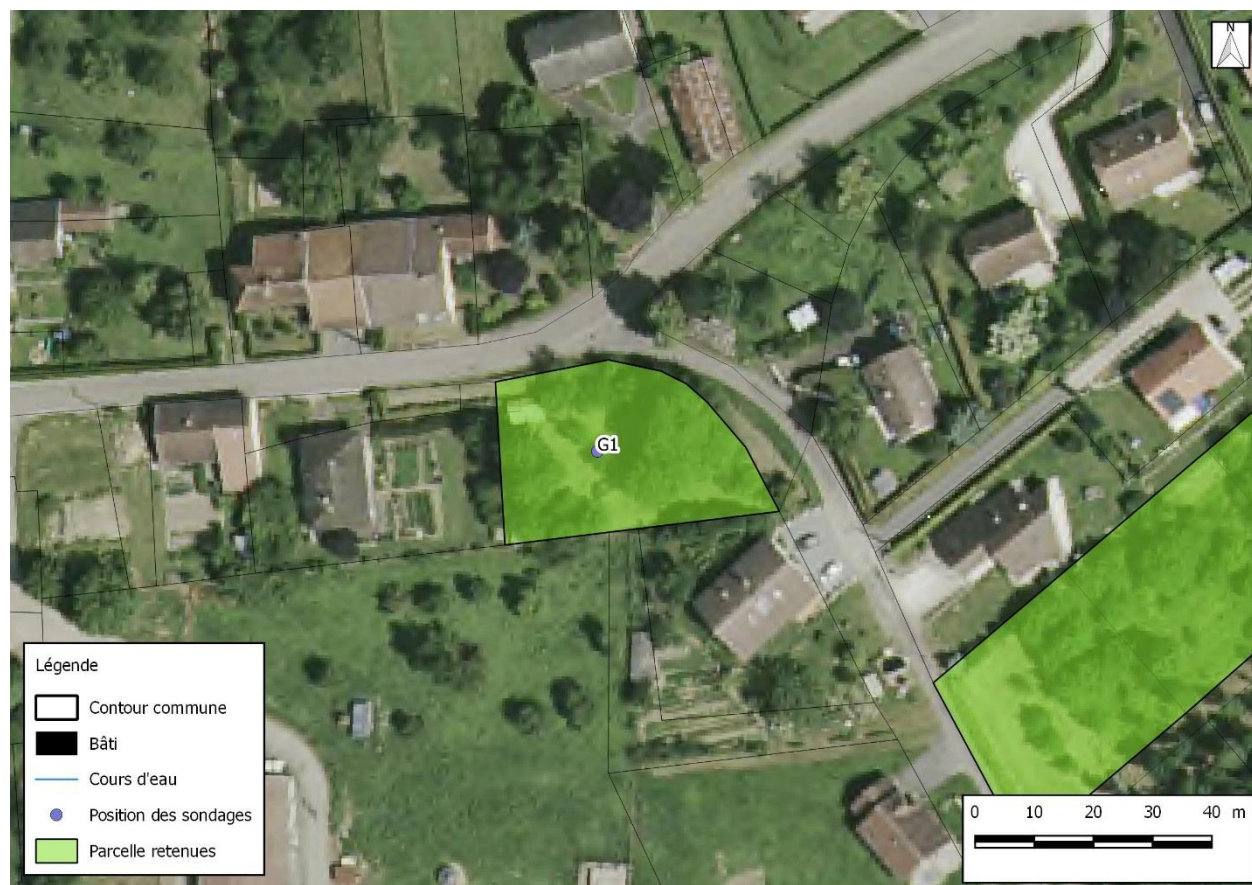 N
G1
Légende
Contour commune
Bâti
Cours d'eau
Position des sondages
Parcelle retenues
0 10 20 30 40 m